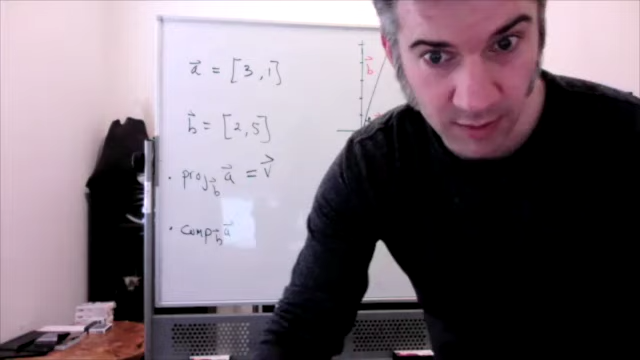 a⃗ = [3, 1]
b⃗ = [2, 5]
• proj_b⃗ a⃗ = v⃗
• comp_b⃗ a⃗
b⃗